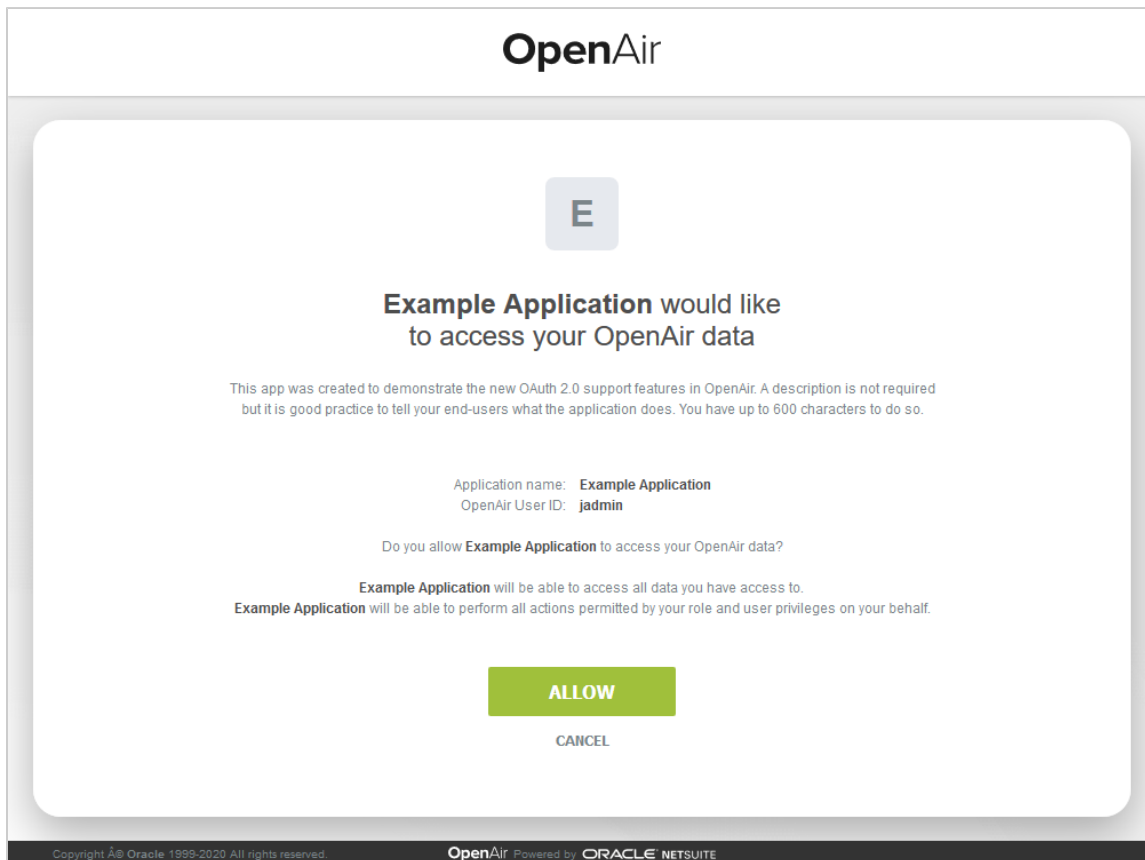 OpenAir
E
Example Application would like
to access your OpenAir data
This app was created to demonstrate the new OAuth 2.0 support features in OpenAir. A description is not required
but it is good practice to tell your end-users what the application does. You have up to 600 characters to do so.
Application name: Example Application
OpenAir User ID: jadmin
Do you allow Example Application to access your OpenAir data?
Example Application will be able to access all data you have access to.
Example Application will be able to perform all actions permitted by your role and user privileges on your behalf.
ALLOW
CANCEL
Copyright Â® Oracle 1999-2020 All rights reserved. OpenAir Powered by ORACLE NETSUITE